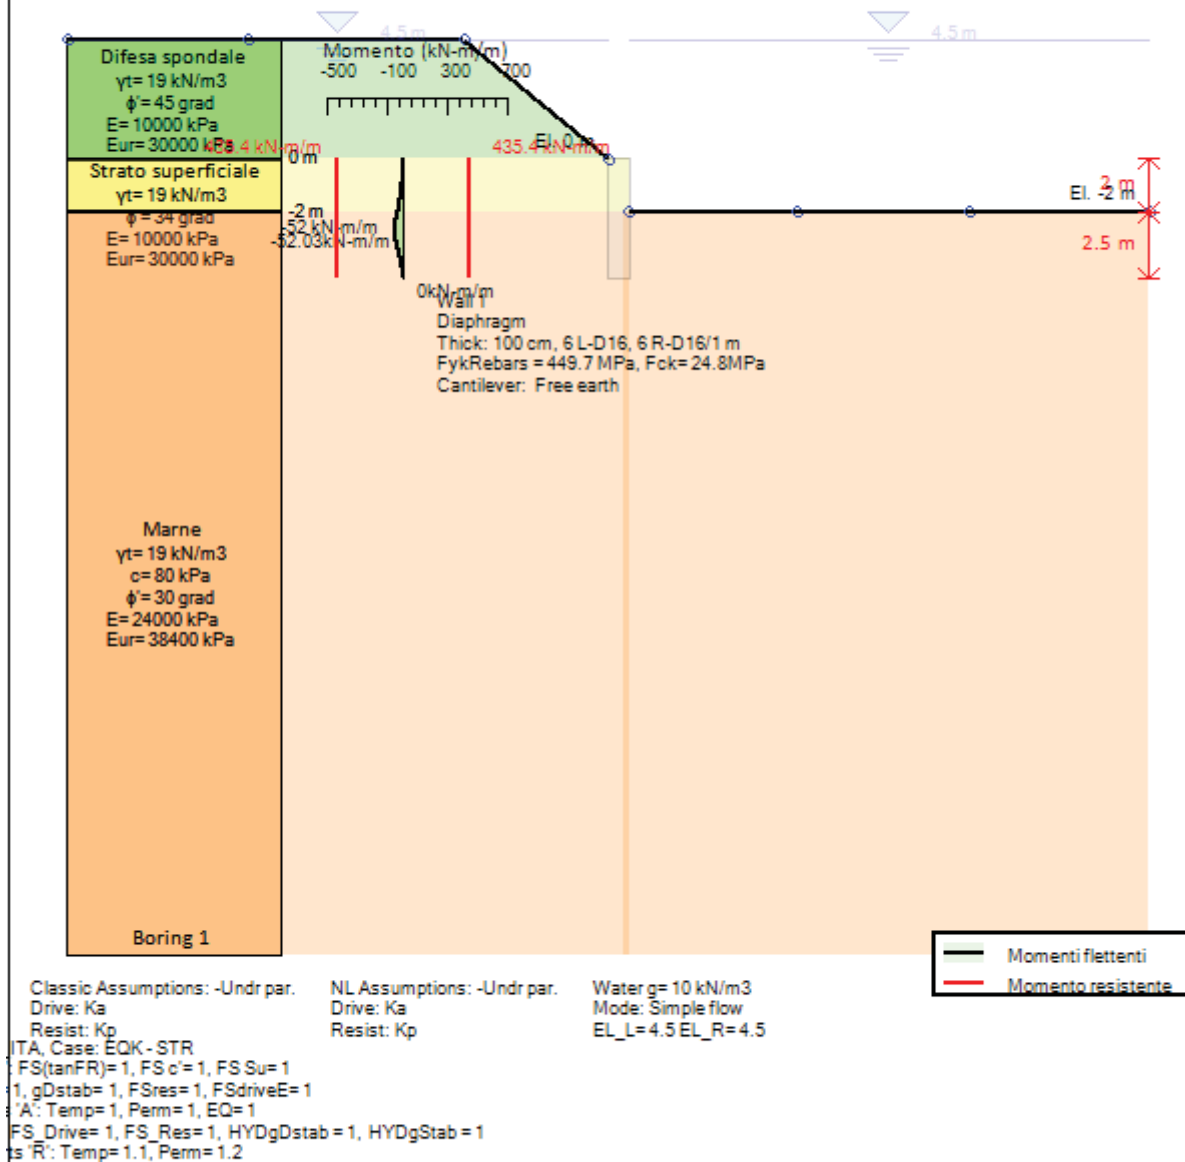 4.5 m
4.5 m
Difesa spondale
γt= 19 kN/m3
ϕ'= 45 grad
E= 10000 kPa
Eur= 30000 kPa
Momento (kN-m/m)
-500 -100 300 700
.4 kN-m/m
435.4 kN-m/m
El. 0 m
0 m
Strato superficiale
γt= 19 kN/m3
-2 m
ϕ'= 34 grad
E= 10000 kPa
Eur= 30000 kPa
-52 kN-m/m
-52.03kN-m/m
2 m
El. -2 m
2.5 m
0kN-m/m
Wall 1
Diaphragm
Thick: 100 cm, 6 L-D16, 6 R-D16/1 m
FykRebars = 449.7 MPa, Fck= 24.8MPa
Cantilever: Free earth
Marne
γt= 19 kN/m3
c= 80 kPa
ϕ'= 30 grad
E= 24000 kPa
Eur= 38400 kPa
Boring 1
Momenti flettenti
Momento resistente
Classic Assumptions: -Undr par.
Drive: Ka
Resist: Kp
NL Assumptions: -Undr par.
Drive: Ka
Resist: Kp
Water g= 10 kN/m3
Mode: Simple flow
EL_L= 4.5 EL_R= 4.5
ITA, Case: EQK - STR
: FS(tanFR)= 1, FS c'= 1, FS Su= 1
1, gDstab= 1, FSres= 1, FSdriveE= 1
'A': Temp= 1, Perm= 1, EQ= 1
FS_Drive= 1, FS_Res= 1, HYDgDstab = 1, HYDgStab = 1
ts 'R': Temp= 1.1, Perm= 1.2